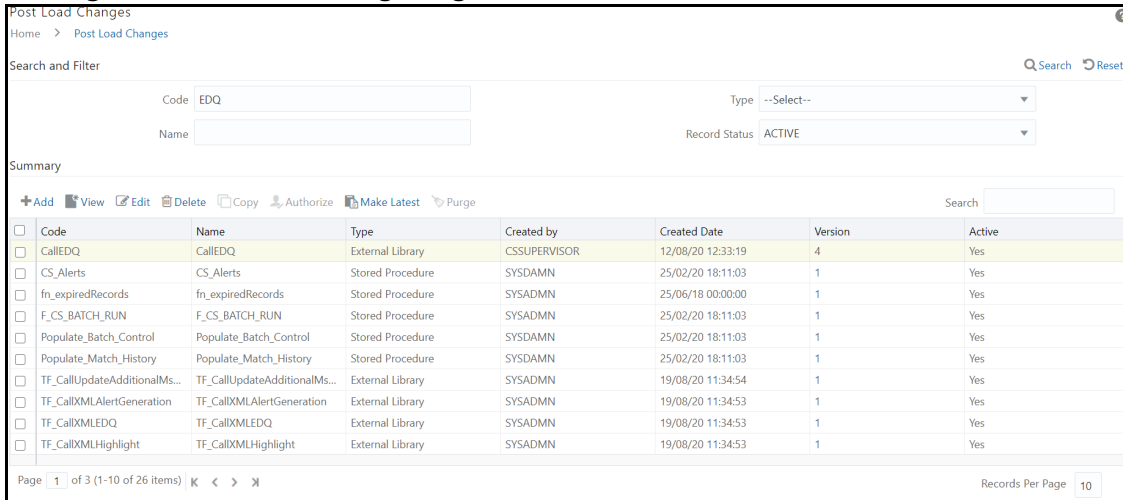 Post Load Changes
Home > Post Load Changes
Search and Filter Search Reset
Code EDQ Type --Select--
Name Record Status ACTIVE
Summary
Add View Edit Delete Copy Authorize Make Latest Purge Search
Code Name Type Created by Created Date Version Active
CallEDQ CallEDQ External Library CSSUPERVISOR 12/08/20 12:33:19 4 Yes
CS_Alerts CS_Alerts Stored Procedure SYSDAMN 25/02/20 18:11:03 1 Yes
fn_expiredRecords fn_expiredRecords Stored Procedure SYSADMN 25/06/18 00:00:00 1 Yes
F_CS_BATCH_RUN F_CS_BATCH_RUN Stored Procedure SYSADMN 25/02/20 18:11:03 1 Yes
Populate_Batch_Control Populate_Batch_Control Stored Procedure SYSADMN 25/02/20 18:11:03 1 Yes
Populate_Match_History Populate_Match_History Stored Procedure SYSDAMN 25/02/20 18:11:03 1 Yes
TF_CallUpdateAdditionalMs... TF_CallUpdateAdditionalMs... External Library SYSADMN 19/08/20 11:34:54 1 Yes
TF_CallXMLAlertGeneration TF_CallXMLAlertGeneration External Library SYSADMN 19/08/20 11:34:53 1 Yes
TF_CallXMLEDQ TF_CallXMLEDQ External Library SYSADMN 19/08/20 11:34:53 1 Yes
TF_CallXMLHighlight TF_CallXMLHighlight External Library SYSADMN 19/08/20 11:34:53 1 Yes
Page 1 of 3 (1-10 of 26 items) Records Per Page 10